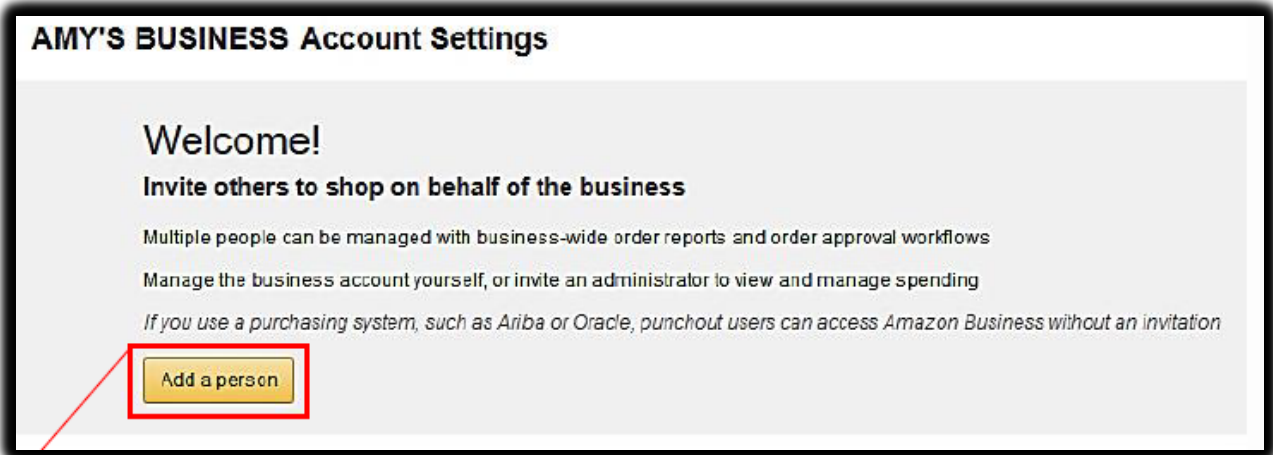 AMY'S BUSINESS Account Settings
Welcome!
Invite others to shop on behalf of the business
Multiple people can be managed with business-wide order reports and order approval workflows
Manage the business account yourself, or invite an administrator to view and manage spending
If you use a purchasing system, such as Ariba or Oracle, punchout users can access Amazon Business without an invitation
Add a person